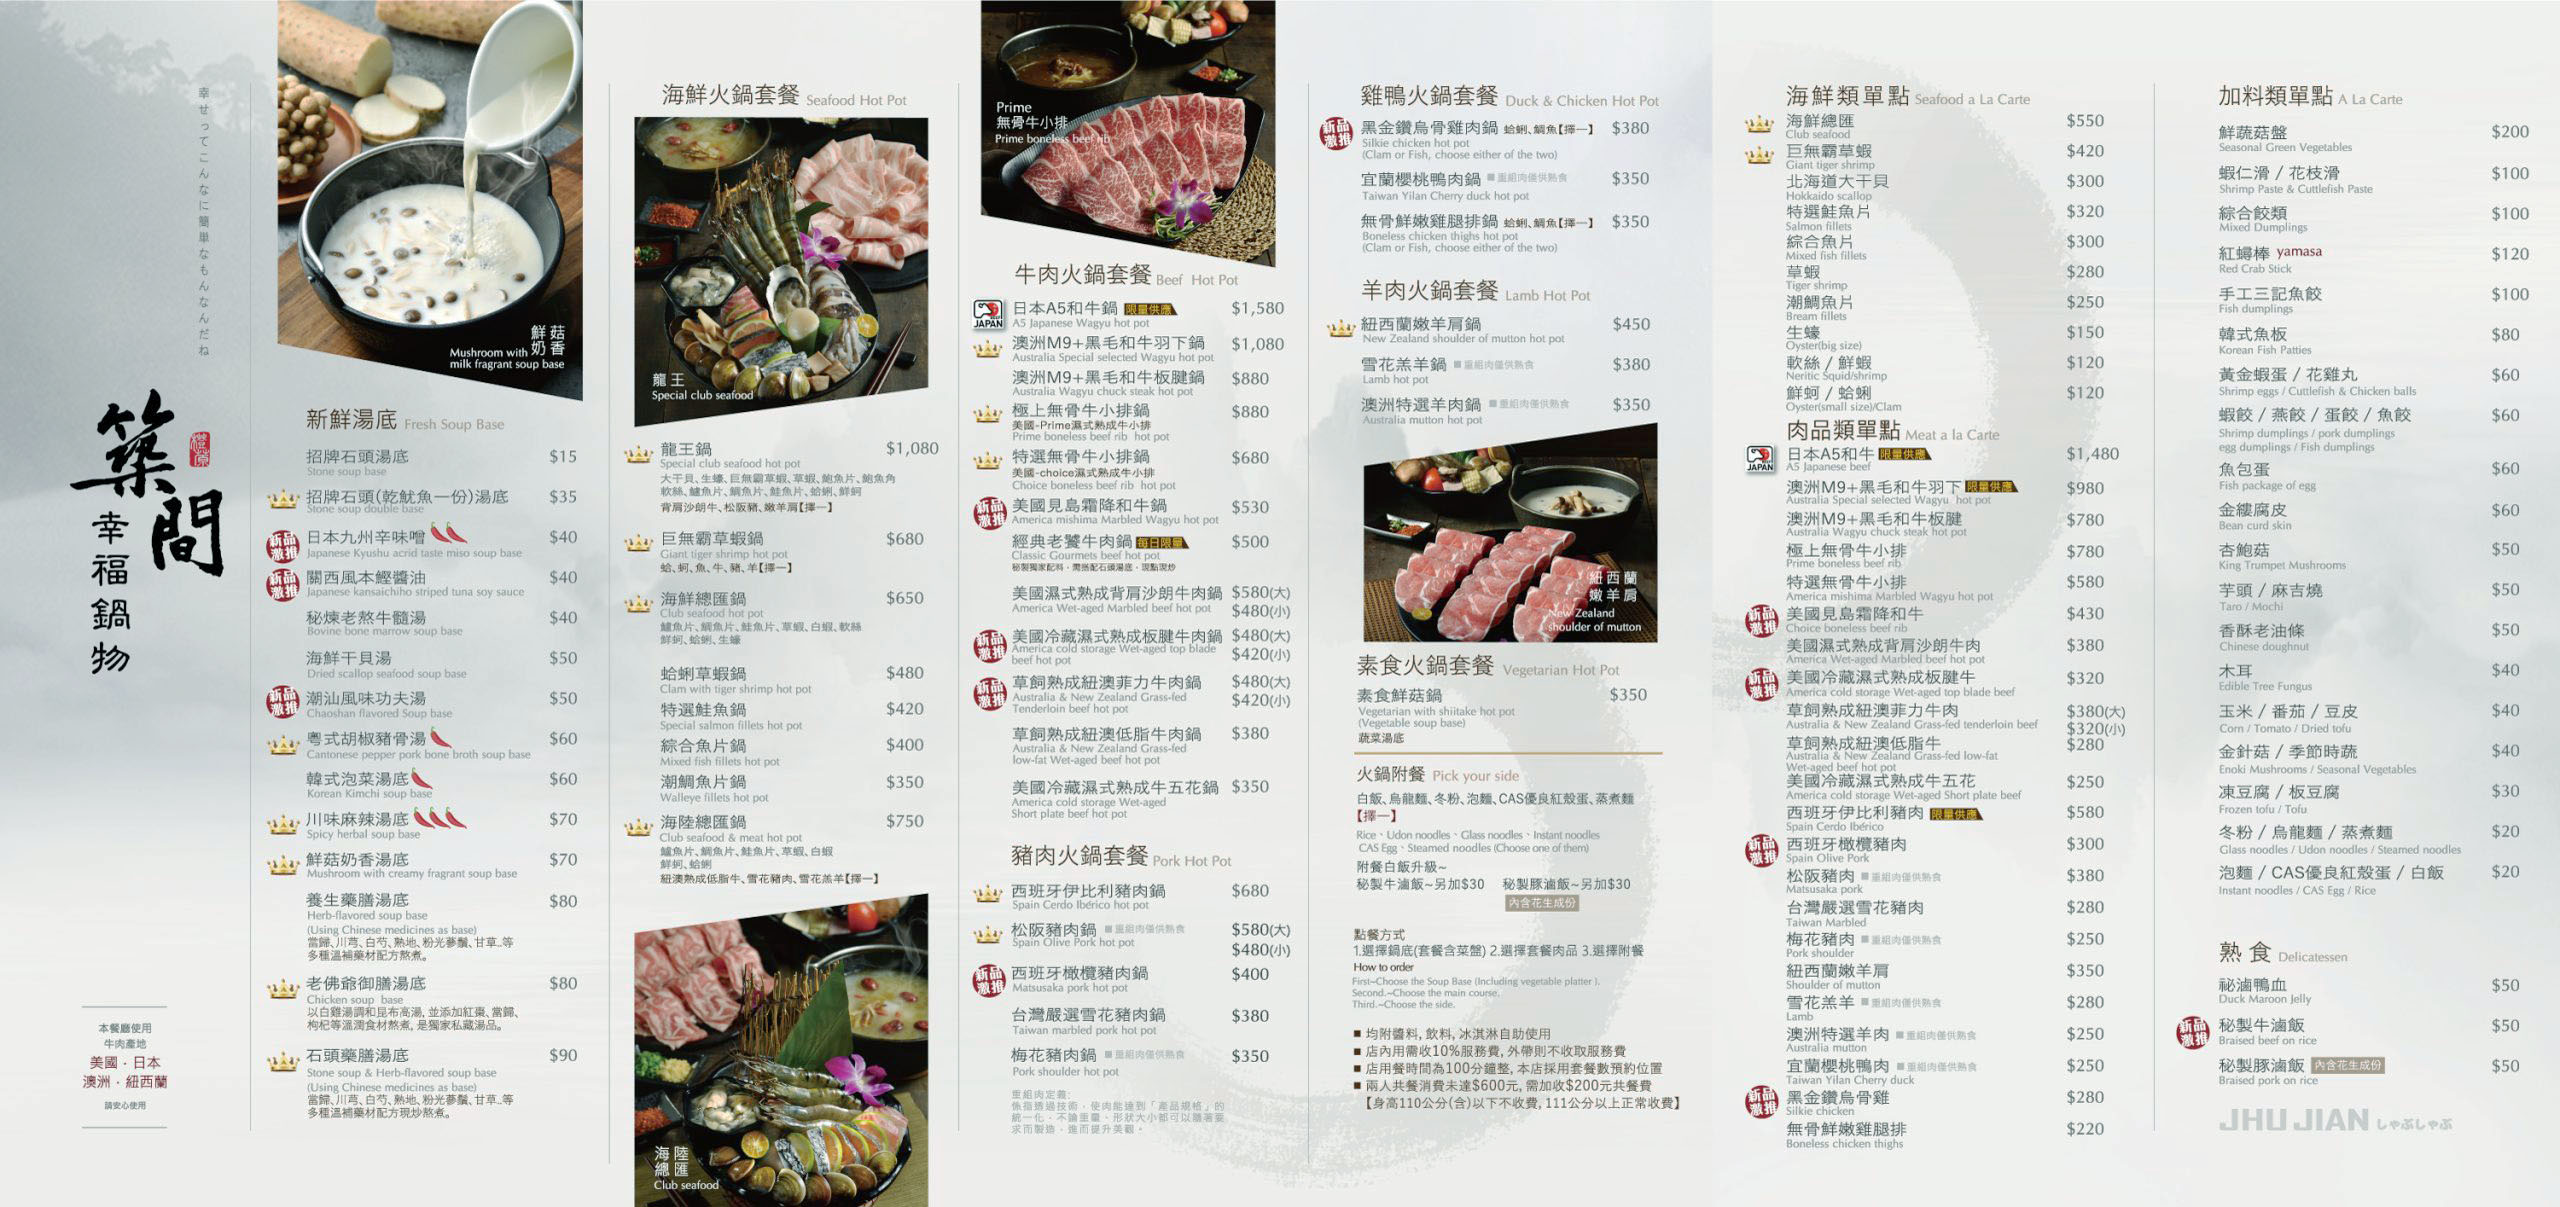 幸せってこんなに簡単なもんなんだね
築間
幸福鍋物
本餐廳使用
牛肉產地
美國·日本
澳洲·紐西蘭
請安心使用
鮮奶菇香
Mushroom with
milk fragrant soup base
新鮮湯底 Fresh Soup Base
招牌石頭湯底 $15
Stone soup base
招牌石頭(乾魷魚一份)湯底 $35
Stone soup double base
新品激推
日本九州辛味噌 $40
Japanese Kyushu acrid taste miso soup base
新品激推
關西風本鰹醬油 $40
Japanese kansaichiho striped tuna soy sauce
秘煉老熬牛髓湯 $40
Bovine bone marrow soup base
海鮮干貝湯 $50
Dried scallop seafood soup base
新品激推
潮汕風味功夫湯 $50
Chaoshan flavored Soup base
粵式胡椒豬骨湯 $60
Cantonese pepper pork bone broth soup base
韓式泡菜湯底 $60
Korean Kimchi soup base
川味麻辣湯底 $70
Spicy herbal soup base
鮮菇奶香湯底 $70
Mushroom with creamy fragrant soup base
養生藥膳湯底 $80
Herb-flavored soup base
(Using Chinese medicines as base)
當歸、川芎、白芍、熟地、粉光蔘鬚、甘草..等
多種溫補藥材配方熬煮。
老佛爺御膳湯底 $80
Chicken soup base
以白雞湯調和昆布高湯, 並添加紅棗、當歸、
枸杞等溫潤食材熬煮, 是獨家私藏湯品。
石頭藥膳湯底 $90
Stone soup & Herb-flavored soup base
(Using Chinese medicines as base)
當歸、川芎、白芍、熟地、粉光蔘鬚、甘草..等
多種溫補藥材配方現炒熬煮。
海鮮火鍋套餐 Seafood Hot Pot
龍王
Special club seafood
龍王鍋 $1,080
Special club seafood hot pot
大干貝、生蠔、巨無霸草蝦、草蝦、鮑魚片、鮑魚角
軟絲、鱸魚片、鯛魚片、鮭魚片、蛤蜊、鮮蚵
背肩沙朗牛、松阪豬、嫩羊肩【擇一】
巨無霸草蝦鍋 $680
Giant tiger shrimp hot pot
蛤、蚵、魚、牛、豬、羊【擇一】
海鮮總匯鍋 $650
Club seafood hot pot
鱸魚片、鯛魚片、鮭魚片、草蝦、白蝦、軟絲
鮮蚵、蛤蜊、生蠔
蛤蜊草蝦鍋 $480
Clam with tiger shrimp hot pot
特選鮭魚鍋 $420
Special salmon fillets hot pot
綜合魚片鍋 $400
Mixed fish fillets hot pot
潮鯛魚片鍋 $350
Walleye fillets hot pot
海陸總匯鍋 $750
Club seafood & meat hot pot
鱸魚片、鯛魚片、鮭魚片、草蝦、白蝦
鮮蚵、蛤蜊
紐澳熟成低脂牛、雪花豬肉、雪花羔羊【擇一】
海陸總匯
Club seafood
Prime
無骨牛小排
Prime boneless beef rib
牛肉火鍋套餐 Beef Hot Pot
JAPAN
日本A5和牛鍋 限量供應 $1,580
A5 Japanese Wagyu hot pot
澳洲M9+黑毛和牛羽下鍋 $1,080
Australia Special selected Wagyu hot pot
澳洲M9+黑毛和牛板腱鍋 $880
Australia Wagyu chuck steak hot pot
極上無骨牛小排鍋 $880
美國-Prime濕式熟成牛小排
Prime boneless beef rib hot pot
特選無骨牛小排鍋 $680
美國-choice濕式熟成牛小排
Choice boneless beef rib hot pot
新品激推
美國見島霜降和牛鍋 $530
America mishima Marbled Wagyu hot pot
經典老饕牛肉鍋 每日限量 $500
Classic Gourmets beef hot pot
秘製獨家配料，需搭配石頭湯底，現點現炒
美國濕式熟成背肩沙朗牛肉鍋 $580(大)
America Wet-aged Marbled beef hot pot $480(小)
新品激推
美國冷藏濕式熟成板腱牛肉鍋 $480(大)
America cold storage Wet-aged top blade
beef hot pot $420(小)
新品激推
草飼熟成紐澳菲力牛肉鍋 $480(大)
Australia & New Zealand Grass-fed
Tenderloin beef hot pot $420(小)
草飼熟成紐澳低脂牛肉鍋 $380
Australia & New Zealand Grass-fed
low-fat Wet-aged beef hot pot
美國冷藏濕式熟成牛五花鍋 $350
America cold storage Wet-aged
Short plate beef hot pot
豬肉火鍋套餐 Pork Hot Pot
西班牙伊比利豬肉鍋 $680
Spain Cerdo Ibérico hot pot
松阪豬肉鍋 ■重組肉僅供熟食 $580(大)
Spain Olive Pork hot pot $480(小)
新品激推
西班牙橄欖豬肉鍋 $400
Matsusaka pork hot pot
台灣嚴選雪花豬肉鍋 $380
Taiwan marbled pork hot pot
梅花豬肉鍋 ■重組肉僅供熟食 $350
Pork shoulder hot pot
重組肉定義:
係指透過技術，使肉能達到「產品規格」的
統一化，不論重量、形狀大小都可以隨著要
求而製造，進而提升美觀。
雞鴨火鍋套餐 Duck & Chicken Hot Pot
新品激推
黑金鑽烏骨雞肉鍋 蛤蜊、鯛魚【擇一】 $380
Silkie chicken hot pot
(Clam or Fish, choose either of the two)
宜蘭櫻桃鴨肉鍋 ■重組肉僅供熟食 $350
Taiwan Yilan Cherry duck hot pot
無骨鮮嫩雞腿排鍋 蛤蜊、鯛魚【擇一】 $350
Boneless chicken thighs hot pot
(Clam or Fish, choose either of the two)
羊肉火鍋套餐 Lamb Hot Pot
紐西蘭嫩羊肩鍋 $450
New Zealand shoulder of mutton hot pot
雪花羔羊鍋 ■重組肉僅供熟食 $380
Lamb hot pot
澳洲特選羊肉鍋 ■重組肉僅供熟食 $350
Australia mutton hot pot
紐西蘭
嫩羊肩
New Zealand
shoulder of mutton
素食火鍋套餐 Vegetarian Hot Pot
素食鮮菇鍋 $350
Vegetarian with shiitake hot pot
(Vegetable soup base)
蔬菜湯底
火鍋附餐 Pick your side
白飯、烏龍麵、冬粉、泡麵、CAS優良紅殼蛋、蒸煮麵
【擇一】
Rice、Udon noodles、Glass noodles、Instant noodles
CAS Egg、Steamed noodles (Choose one of them)
附餐白飯升級~
秘製牛滷飯~另加$30 秘製豚滷飯~另加$30
內含花生成份
點餐方式
1.選擇鍋底(套餐含菜盤) 2.選擇套餐肉品 3.選擇附餐
How to order
First~Choose the Soup Base (Including vegetable platter ).
Second.~Choose the main course.
Third.~Choose the side.
■ 均附醬料, 飲料, 冰淇淋自助使用
■ 店內用需收10%服務費, 外帶則不收取服務費
■ 店用餐時間為100分鐘整, 本店採用套餐數預約位置
■ 兩人共餐消費未達$600元, 需加收$200元共餐費
【身高110公分(含)以下不收費, 111公分以上正常收費】
海鮮類單點 Seafood a La Carte
海鮮總匯 $550
Club seafood
巨無霸草蝦 $420
Giant tiger shrimp
北海道大干貝 $300
Hokkaido scallop
特選鮭魚片 $320
Salmon fillets
綜合魚片 $300
Mixed fish fillets
草蝦 $280
Tiger shrimp
潮鯛魚片 $250
Bream fillets
生蠔 $150
Oyster(big size)
軟絲 / 鮮蝦 $120
Neritic Squid/shrimp
鮮蚵 / 蛤蜊 $120
Oyster(small size)/Clam
肉品類單點 Meat a la Carte
JAPAN
日本A5和牛 限量供應 $1,480
A5 Japanese beef
澳洲M9+黑毛和牛羽下 限量供應 $980
Australia Special selected Wagyu hot pot
澳洲M9+黑毛和牛板腱 $780
Australia Wagyu chuck steak hot pot
極上無骨牛小排 $780
Prime boneless beef rib
特選無骨牛小排 $580
America mishima Marbled Wagyu hot pot
新品激推
美國見島霜降和牛 $430
Choice boneless beef rib
美國濕式熟成背肩沙朗牛肉 $380
America Wet-aged Marbled beef hot pot
新品激推
美國冷藏濕式熟成板腱牛 $320
America cold storage Wet-aged top blade beef
草飼熟成紐澳菲力牛肉 $380(大)
Australia & New Zealand Grass-fed tenderloin beef $320(小)
草飼熟成紐澳低脂牛 $280
Australia & New Zealand Grass-fed low-fat
Wet-aged beef hot pot
美國冷藏濕式熟成牛五花 $250
America cold storage Wet-aged Short plate beef
西班牙伊比利豬肉 限量供應 $580
Spain Cerdo Ibérico
新品激推
西班牙橄欖豬肉 $300
Spain Olive Pork
松阪豬肉 ■重組肉僅供熟食 $380
Matsusaka pork
台灣嚴選雪花豬肉 $280
Taiwan Marbled
梅花豬肉 ■重組肉僅供熟食 $250
Pork shoulder
紐西蘭嫩羊肩 $350
Shoulder of mutton
雪花羔羊 ■重組肉僅供熟食 $280
Lamb
澳洲特選羊肉 ■重組肉僅供熟食 $250
Australia mutton
宜蘭櫻桃鴨肉 ■重組肉僅供熟食 $250
Taiwan Yilan Cherry duck
新品激推
黑金鑽烏骨雞 $280
Silkie chicken
無骨鮮嫩雞腿排 $220
Boneless chicken thighs
加料類單點 A La Carte
鮮蔬菇盤 $200
Seasonal Green Vegetables
蝦仁滑 / 花枝滑 $100
Shrimp Paste & Cuttlefish Paste
綜合餃類 $100
Mixed Dumplings
紅蟳棒 yamasa $120
Red Crab Stick
手工三記魚餃 $100
Fish dumplings
韓式魚板 $80
Korean Fish Patties
黃金蝦蛋 / 花雞丸 $60
Shrimp eggs / Cuttlefish & Chicken balls
蝦餃 / 燕餃 / 蛋餃 / 魚餃 $60
Shrimp dumplings / pork dumplings
egg dumplings / Fish dumplings
魚包蛋 $60
Fish package of egg
金縷腐皮 $60
Bean curd skin
杏鮑菇 $50
King Trumpet Mushrooms
芋頭 / 麻吉燒 $50
Taro / Mochi
香酥老油條 $50
Chinese doughnut
木耳 $40
Edible Tree Fungus
玉米 / 番茄 / 豆皮 $40
Corn / Tomato / Dried tofu
金針菇 / 季節時蔬 $40
Enoki Mushrooms / Seasonal Vegetables
凍豆腐 / 板豆腐 $30
Frozen tofu / Tofu
冬粉 / 烏龍麵 / 蒸煮麵 $20
Glass noodles / Udon noodles / Steamed noodles
泡麵 / CAS優良紅殼蛋 / 白飯 $20
Instant noodles / CAS Egg / Rice
熟食 Delicatessen
祕滷鴨血 $50
Duck Maroon Jelly
新品激推
秘製牛滷飯 $50
Braised beef on rice
秘製豚滷飯 內含花生成份 $50
Braised pork on rice
JHU JIAN しゃぶしゃぶ